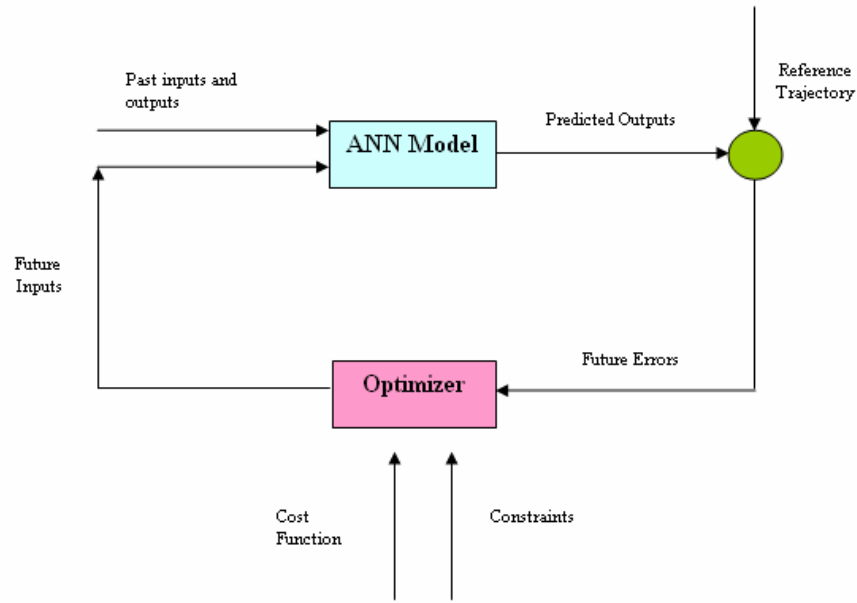 Past inputs and
outputs
Reference
Trajectory
Predicted Outputs
ANN Model
Future
Inputs
Future Errors
Optimizer
Cost
Function
Constraints